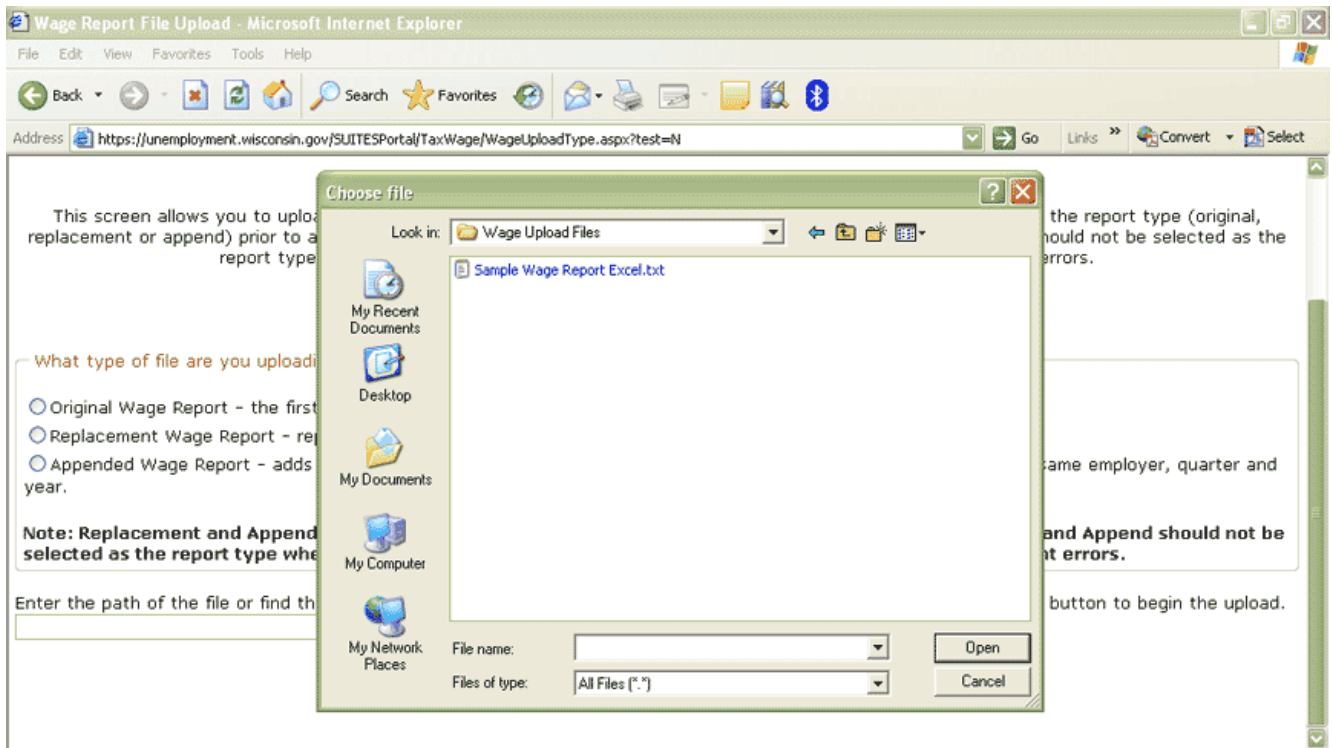 Wage Report File Upload - Microsoft Internet Explorer
File Edit View Favorites Tools Help
Back Search Favorites
Address https://unemployment.wisconsin.gov/SUITESPortal/TaxWage/WageUploadType.aspx?test=N Go Links » Convert Select
Choose file
This screen allows you to uploa
the report type (original,
replacement or append) prior to a
hould not be selected as the
report type
errors.
Look in: Wage Upload Files
Sample Wage Report Excel.txt
My Recent
Documents
Desktop
My Documents
My Computer
My Network
Places
What type of file are you uploadi
Original Wage Report - the first
Replacement Wage Report - rep
Appended Wage Report - adds
ame employer, quarter and
year.
Note: Replacement and Append
and Append should not be
selected as the report type whe
nt errors.
Enter the path of the file or find th
button to begin the upload.
File name: Open
Files of type: All Files (*.*) Cancel